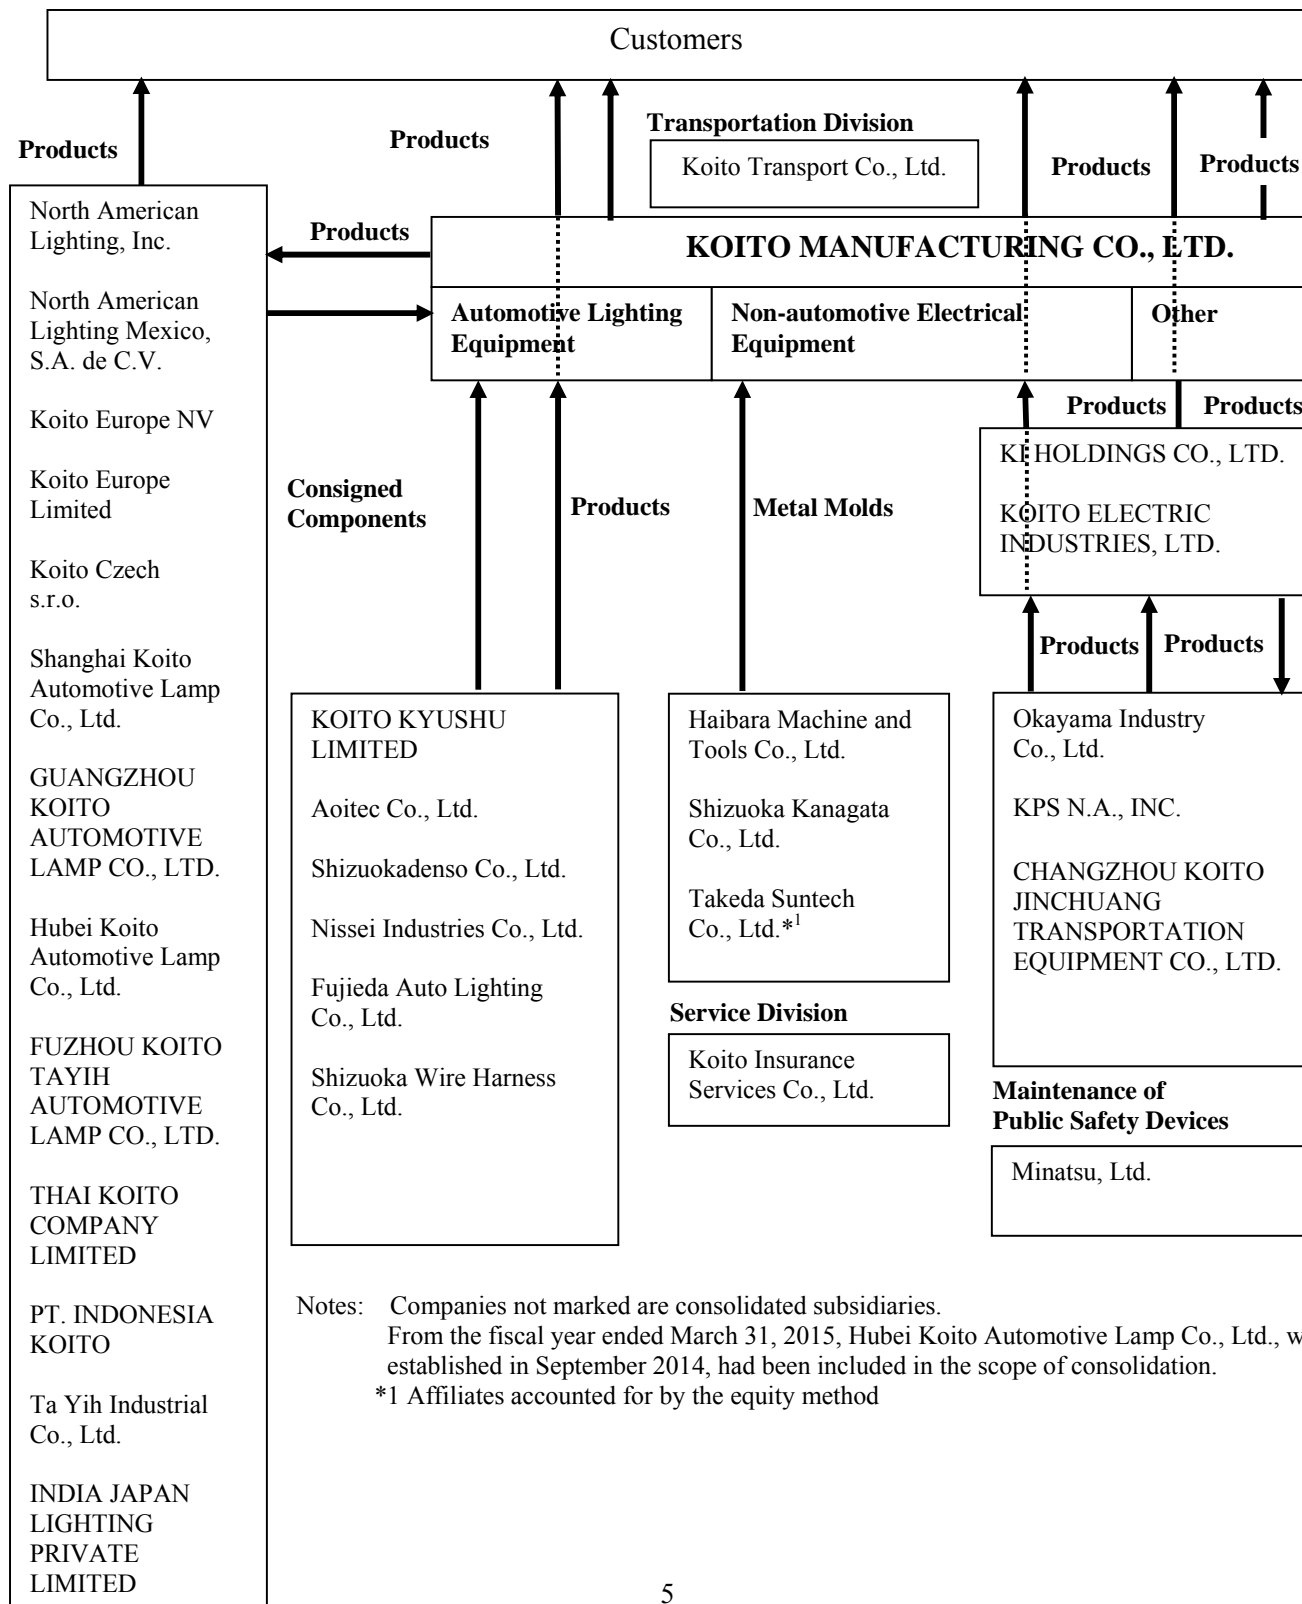 Customers
Products
Products
Transportation Division
Koito Transport Co., Ltd.
Products
Products
North American
Lighting, Inc.
North American
Lighting Mexico,
S.A. de C.V.
Koito Europe NV
Koito Europe
Limited
Koito Czech
s.r.o.
Shanghai Koito
Automotive Lamp
Co., Ltd.
GUANGZHOU
KOITO
AUTOMOTIVE
LAMP CO., LTD.
Hubei Koito
Automotive Lamp
Co., Ltd.
FUZHOU KOITO
TAYIH
AUTOMOTIVE
LAMP CO., LTD.
THAI KOITO
COMPANY
LIMITED
PT. INDONESIA
KOITO
Ta Yih Industrial
Co., Ltd.
INDIA JAPAN
LIGHTING
PRIVATE
LIMITED
Products
KOITO MANUFACTURING CO., LTD.
Automotive Lighting
Equipment
Non-automotive Electrical
Equipment
Other
Products
Products
KI HOLDINGS CO., LTD.
KOITO ELECTRIC
INDUSTRIES, LTD.
Consigned
Components
Products
Metal Molds
Products
Products
KOITO KYUSHU
LIMITED
Aoitec Co., Ltd.
Shizuokadenso Co., Ltd.
Nissei Industries Co., Ltd.
Fujieda Auto Lighting
Co., Ltd.
Shizuoka Wire Harness
Co., Ltd.
Haibara Machine and
Tools Co., Ltd.
Shizuoka Kanagata
Co., Ltd.
Takeda Suntech
Co., Ltd.*1
Service Division
Koito Insurance
Services Co., Ltd.
Okayama Industry
Co., Ltd.
KPS N.A., INC.
CHANGZHOU KOITO
JINCHUANG
TRANSPORTATION
EQUIPMENT CO., LTD.
Maintenance of
Public Safety Devices
Minatsu, Ltd.
Notes: Companies not marked are consolidated subsidiaries.
From the fiscal year ended March 31, 2015, Hubei Koito Automotive Lamp Co., Ltd.,
established in September 2014, had been included in the scope of consolidation.
*1 Affiliates accounted for by the equity method
5